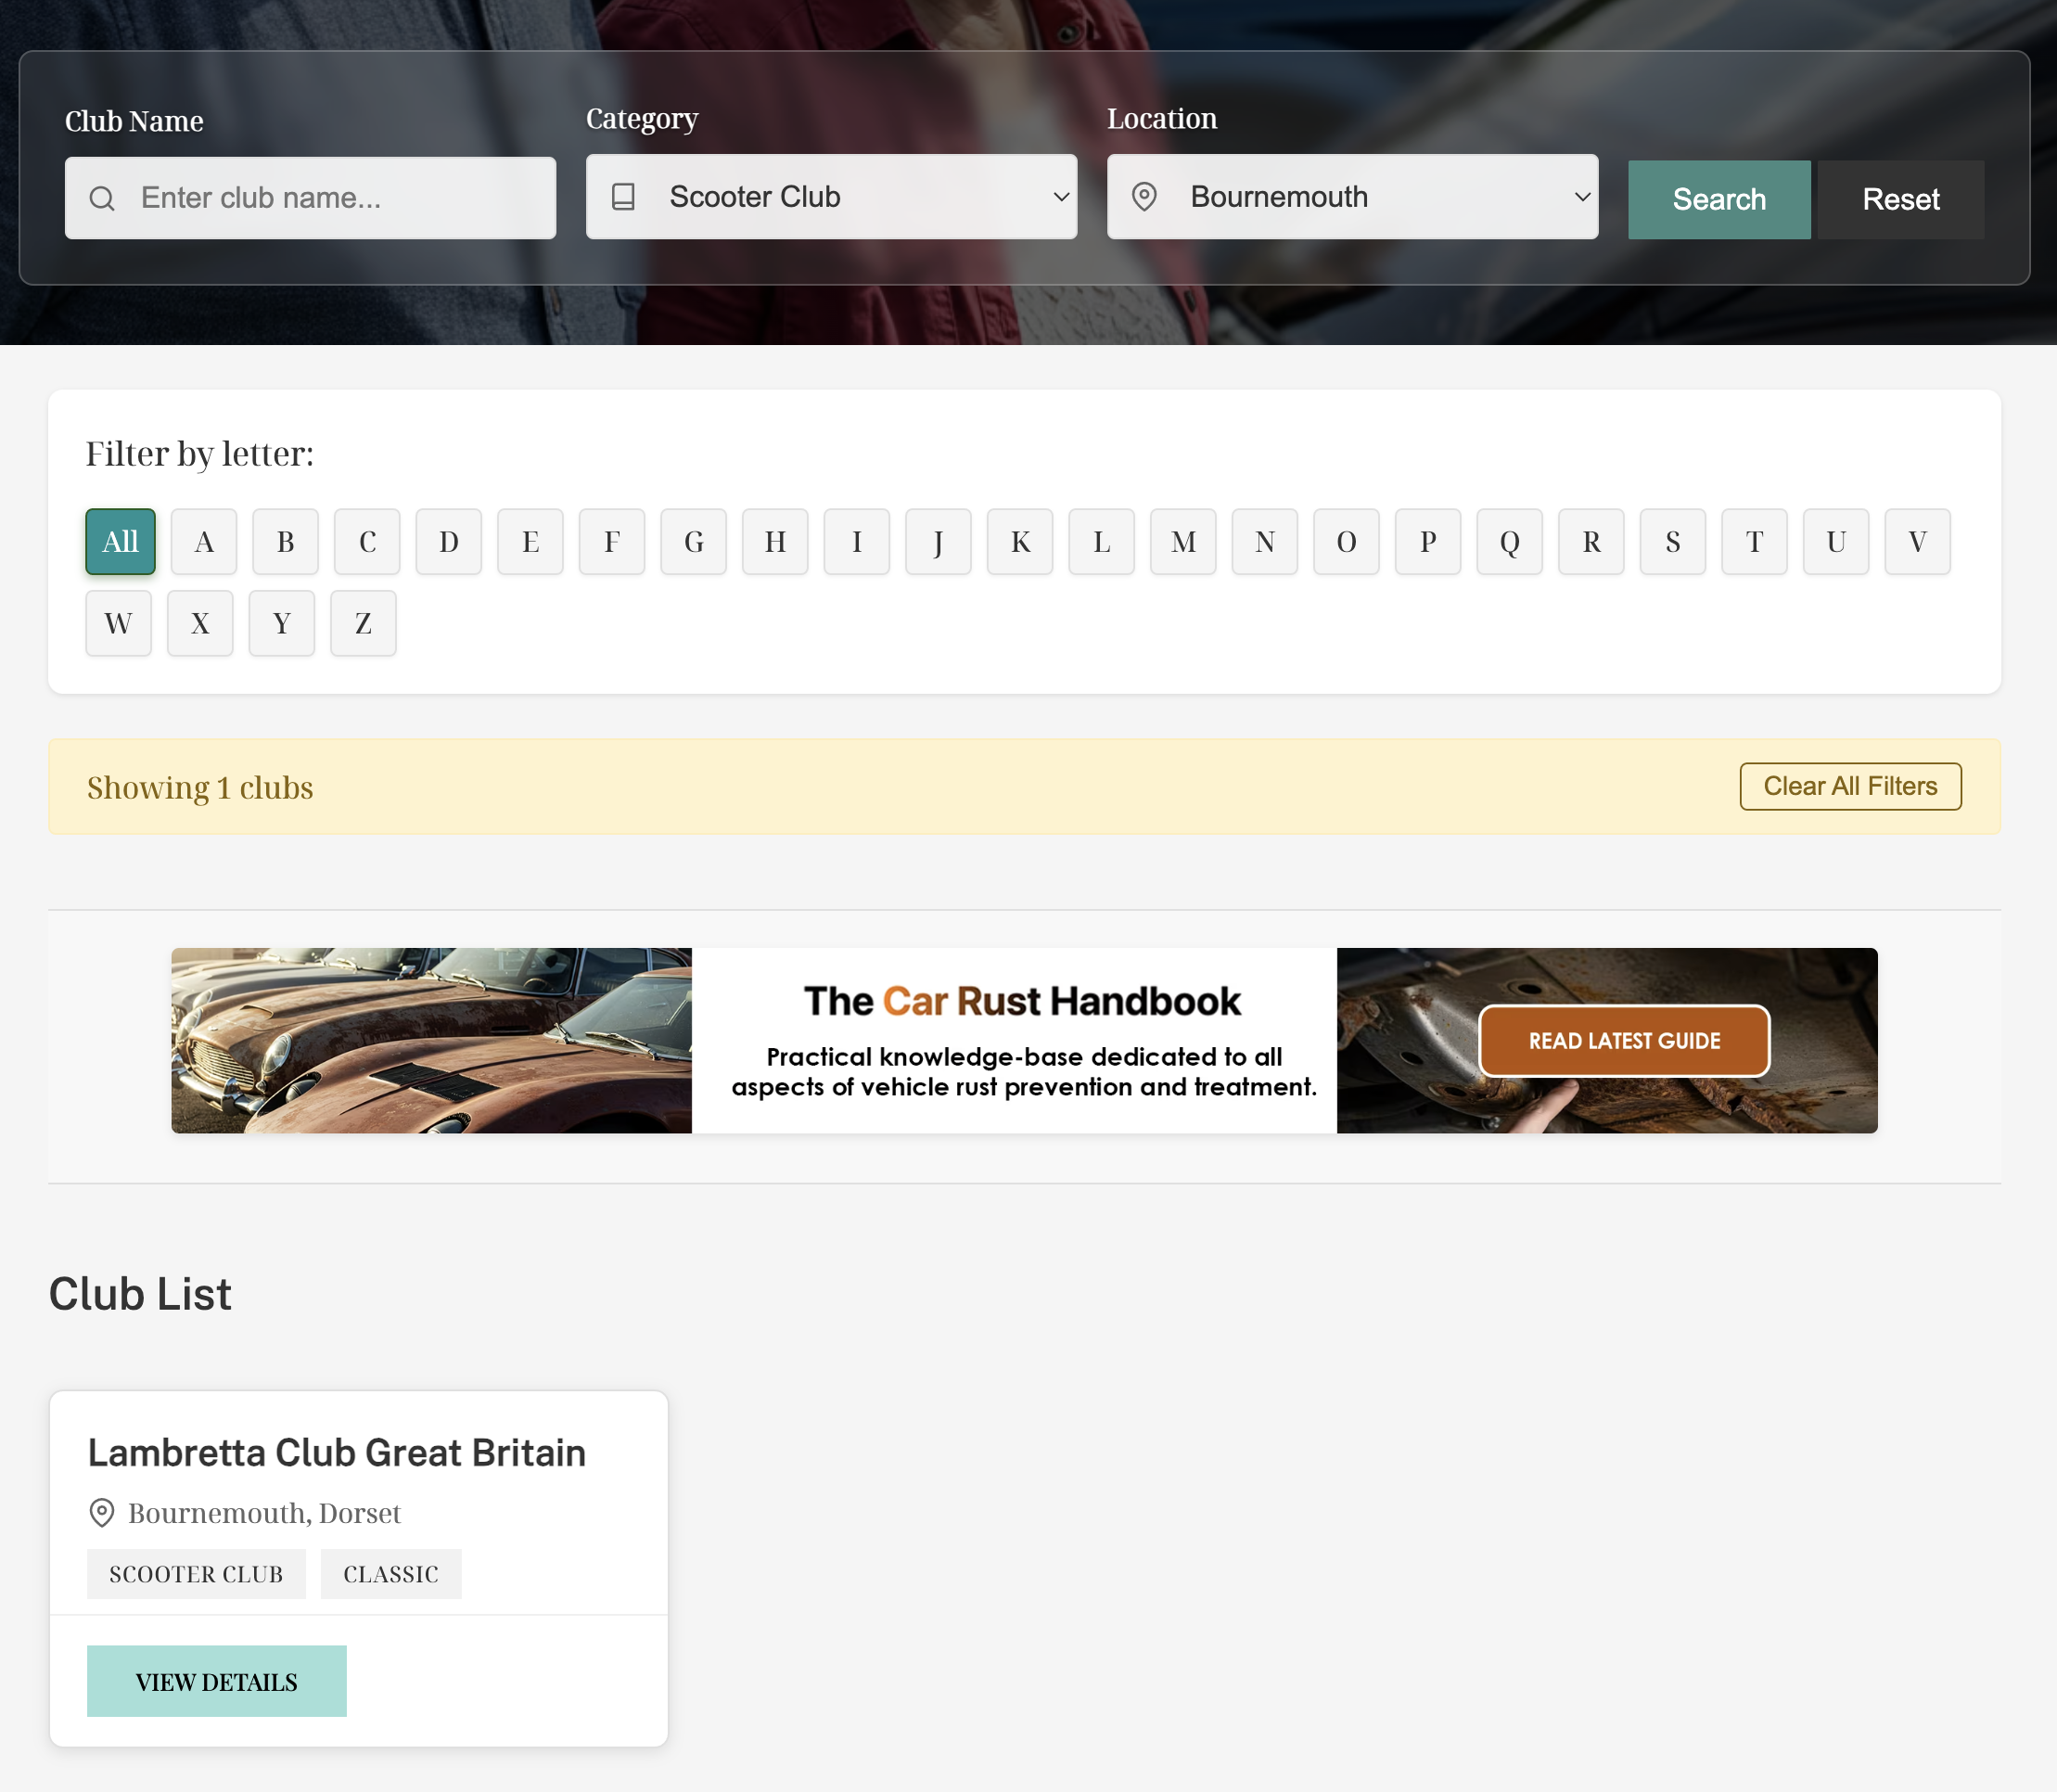 Club Name
Category
Location
Enter club name...
Scooter Club
Bournemouth
Search
Reset
Filter by letter:
All A B C D E F G H I J K L M N O P Q R S T U V
W X Y Z
Showing 1 clubs
Clear All Filters
The Car Rust Handbook
Practical knowledge-base dedicated to all
aspects of vehicle rust prevention and treatment.
READ LATEST GUIDE
Club List
Lambretta Club Great Britain
Bournemouth, Dorset
SCOOTER CLUB
CLASSIC
VIEW DETAILS